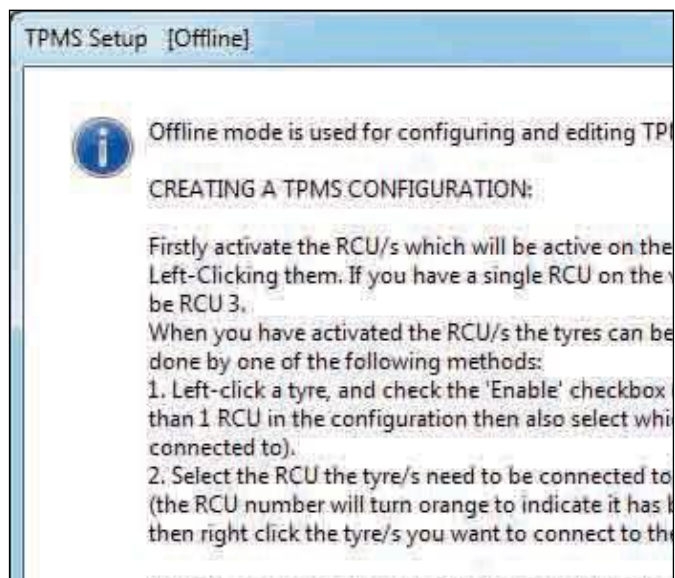 TPMS Setup [Offline]
Offline mode is used for configuring and editing
CREATING A TPMS CONFIGURATION:
Firstly activate the RCU/s which will be active on the
Left-Clicking them. If you have a single RCU on the
be RCU 3.
When you have activated the RCU/s the tyres can be
done by one of the following methods:
1. Left-click a tyre, and check the 'Enable' checkbox
than 1 RCU in the configuration then also select
connected to).
2. Select the RCU the tyre/s need to be connected to
(the RCU number will turn orange to indicate it has
then right click the tyre/s you want to connect to